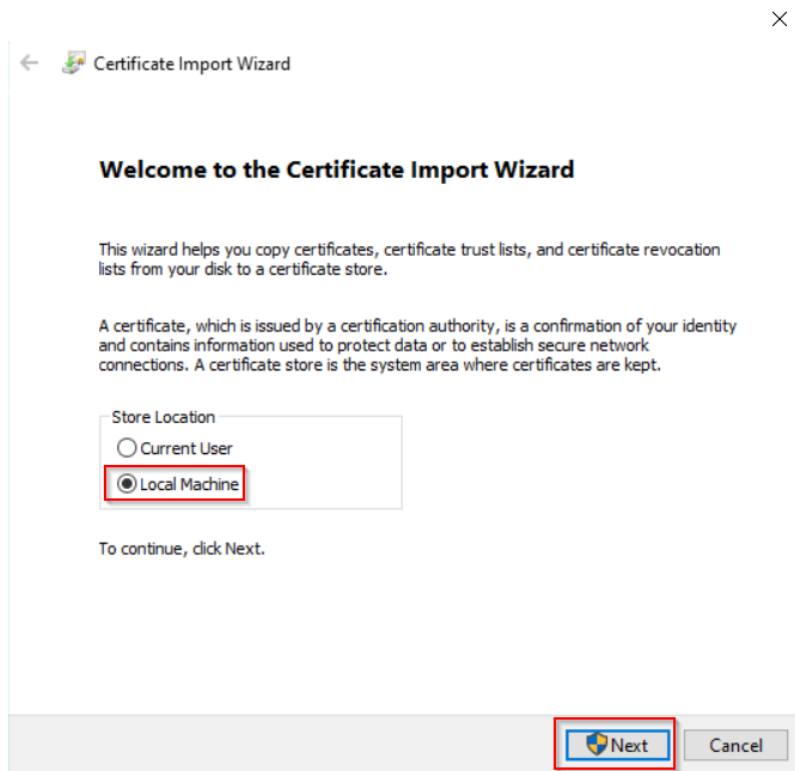 Certificate Import Wizard
Welcome to the Certificate Import Wizard
This wizard helps you copy certificates, certificate trust lists, and certificate revocation
lists from your disk to a certificate store.
A certificate, which is issued by a certification authority, is a confirmation of your identity
and contains information used to protect data or to establish secure network
connections. A certificate store is the system area where certificates are kept.
Store Location
Current User
Local Machine
To continue, click Next.
Next
Cancel